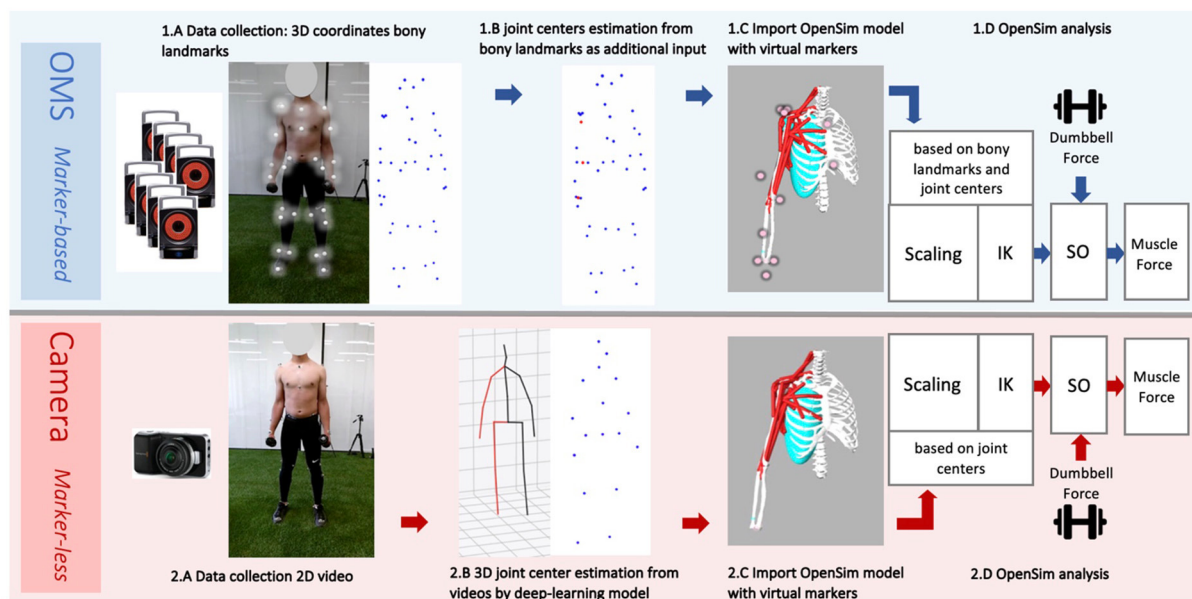 OMS Marker-based
1.A Data collection: 3D coordinates bony
landmarks
1.B joint centers estimation from
bony landmarks as additional input
1.C Import OpenSim model
with virtual markers
1.D OpenSim analysis
Dumbbell
Force
based on bony
landmarks and
joint centers
Scaling
IK
SO
Muscle
Force
Camera Marker-less
Scaling
IK
SO
Muscle
Force
based on joint
centers
Dumbbell
Force
2.A Data collection 2D video
2.B 3D joint center estimation from
videos by deep-learning model
2.C Import OpenSim model
with virtual markers
2.D OpenSim analysis